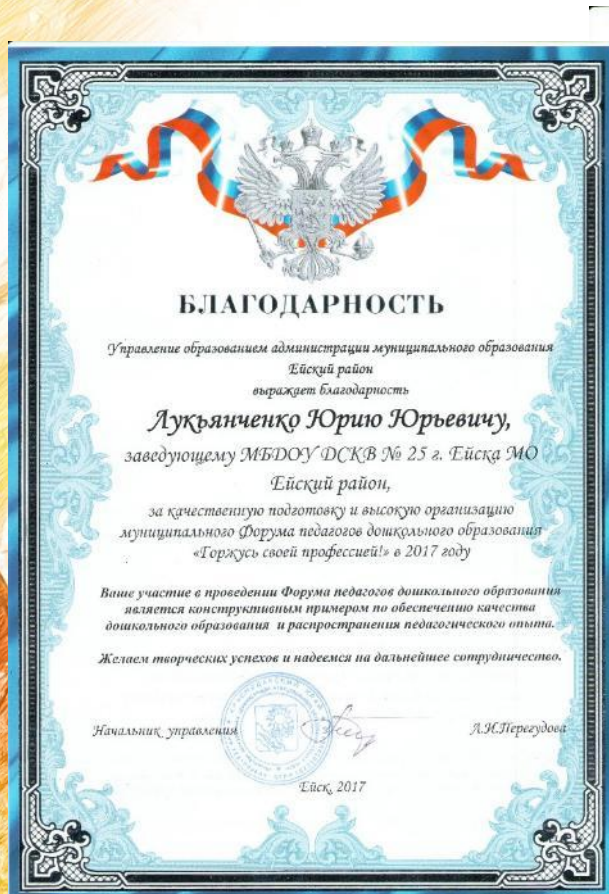 БЛАГОДАРНОСТЬ
Управление образованием администрации муниципального образования
Ейский район
выражает благодарность
Лукьянченко Юрию Юрьевичу,
заведующему МБДОУ ДСКВ № 25 г. Ейска МО
Ейский район,
за качественную подготовку и высокую организацию
муниципального Форума педагогов дошкольного образования
«Горжусь своей профессией!» в 2017 году
Ваше участие в проведении Форума педагогов дошкольного образования
является конструктивным примером по обеспечению качества
дошкольного образования и распространения педагогического опыта.
Желаем творческих успехов и надеемся на дальнейшее сотрудничество.
Начальник управления
А.И.Перегудова
Ейск, 2017